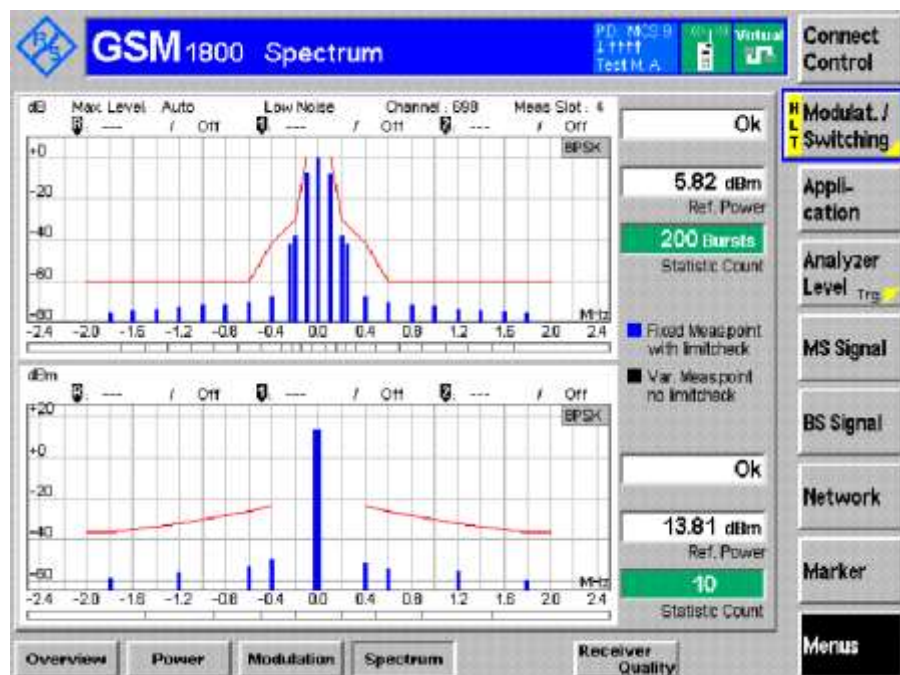 R S
GSM 1800 Spectrum
P.D.: MCS 9
Test M. A
Virtual
Connect Control
dB Max. Level: Auto Low Noise Channel: 698 Meas Slot: 4
--- / Off --- / Off --- / Off
BPSK
+0
-20
-40
-60
-80
MHz
-2.4 -2.0 -1.6 -1.2 -0.8 -0.4 0.0 0.4 0.8 1.2 1.6 2.0 2.4
Ok
5.82 dBm
Ref. Power
200 Bursts
Statistic Count
Fixed Measpoint
with limitcheck
Var. Measpoint
no limitcheck
dBm
--- / Off --- / Off --- / Off
BPSK
+20
+0
-20
-40
-60
MHz
-2.4 -2.0 -1.6 -1.2 -0.8 -0.4 0.0 0.4 0.8 1.2 1.6 2.0 2.4
Ok
13.81 dBm
Ref. Power
10
Statistic Count
HLT
Modulat./
Switching
Appli-
cation
Analyzer
Level Trg
MS Signal
BS Signal
Network
Marker
Menus
Overview Power Modulation Spectrum Receiver
Quality